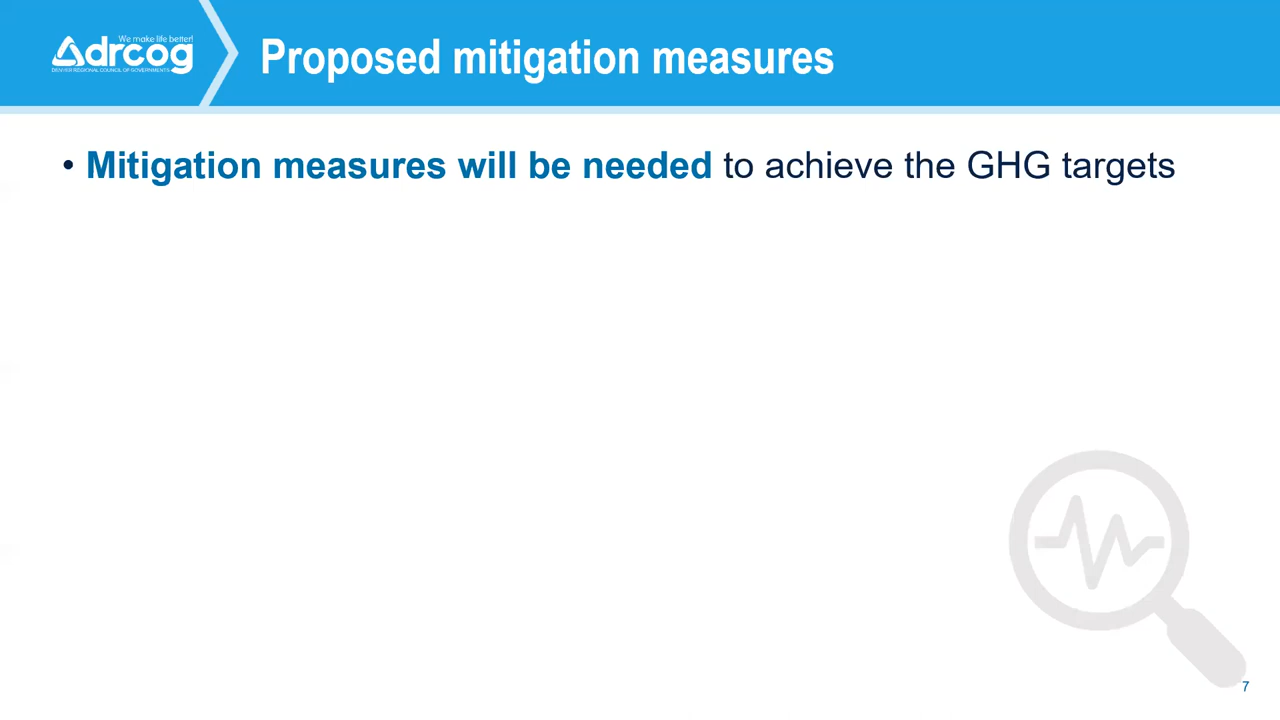 We make life better!
drcog
DENVER REGIONAL COUNCIL OF GOVERNMENTS
Proposed mitigation measures
• Mitigation measures will be needed to achieve the GHG targets
7